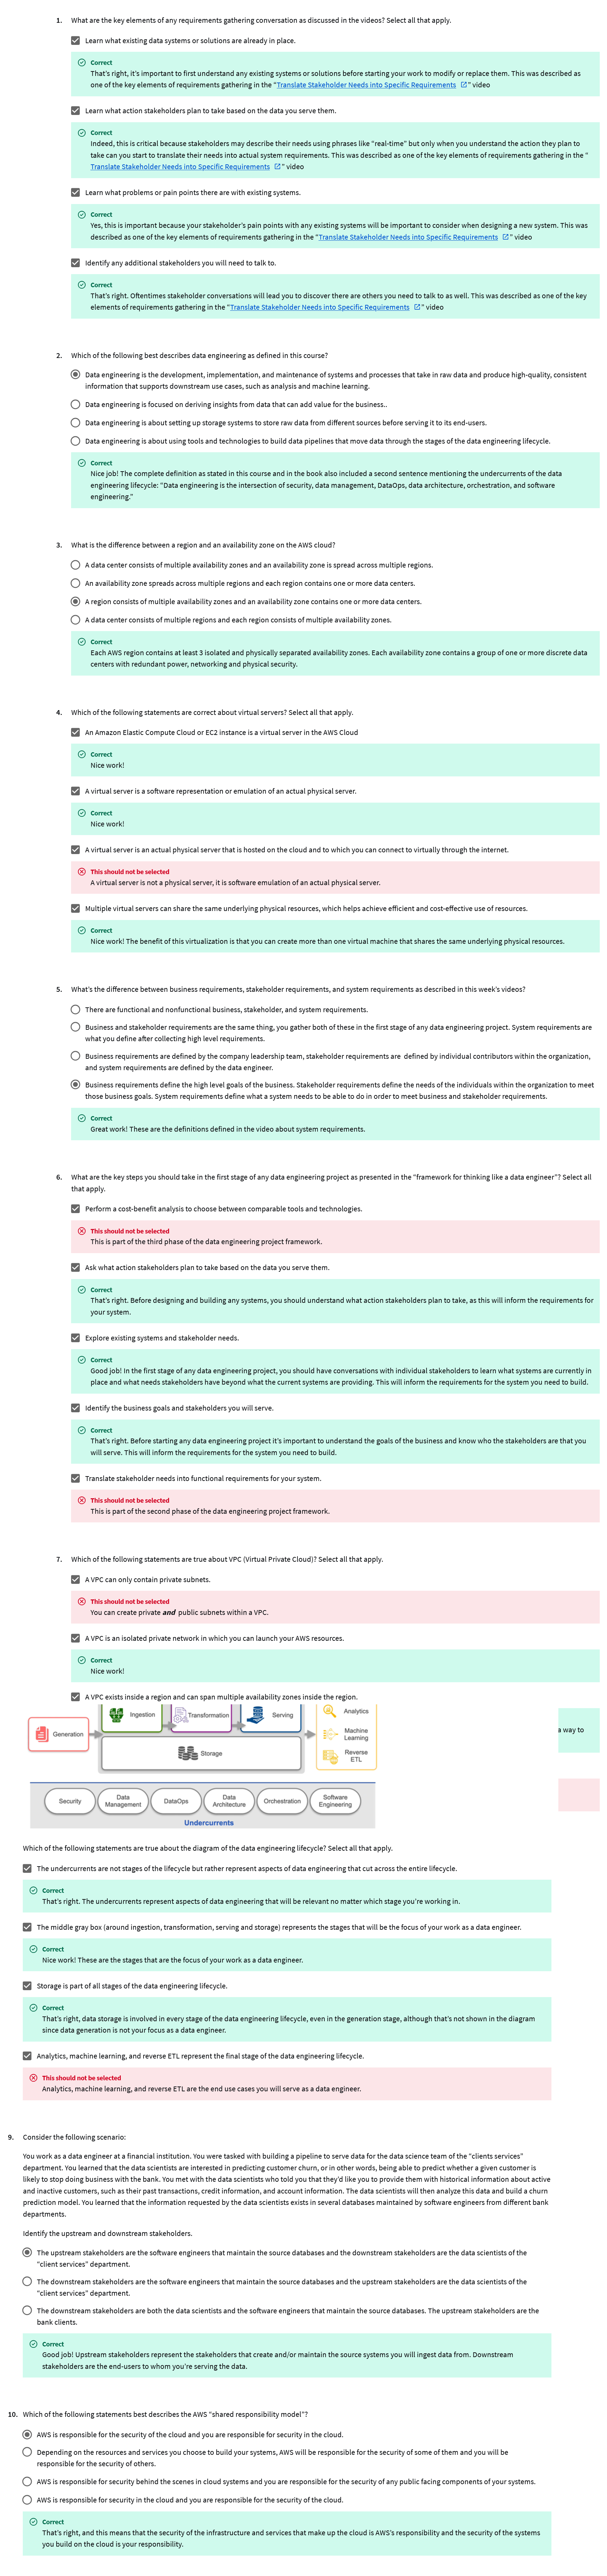 1. What are the key elements of any requirements gathering conversation as discussed in the videos? Select all that apply.
Learn what existing data systems or solutions are already in place.
Correct
That's right, it's important to first understand any existing systems or solutions before starting your work to modify or replace them. This was described as
one of the key elements of requirements gathering in the "Translate Stakeholder Needs into Specific Requirements " video
Learn what action stakeholders plan to take based on the data you serve them.
Correct
Indeed, this is critical because stakeholders may describe their needs using phrases like "real-time" but only when you understand the action they plan to
take can you start to translate their needs into actual system requirements. This was described as one of the key elements of requirements gathering in the "
Translate Stakeholder Needs into Specific Requirements " video
Learn what problems or pain points there are with existing systems.
Correct
Yes, this is important because your stakeholder's pain points with any existing systems will be important to consider when designing a new system. This was
described as one of the key elements of requirements gathering in the "Translate Stakeholder Needs into Specific Requirements " video
Identify any additional stakeholders you will need to talk to.
Correct
That's right. Oftentimes stakeholder conversations will lead you to discover there are others you need to talk to as well. This was described as one of the key
elements of requirements gathering in the "Translate Stakeholder Needs into Specific Requirements " video
2. Which of the following best describes data engineering as defined in this course?
Data engineering is the development, implementation, and maintenance of systems and processes that take in raw data and produce high-quality, consistent
information that supports downstream use cases, such as analysis and machine learning.
Data engineering is focused on deriving insights from data that can add value for the business..
Data engineering is about setting up storage systems to store raw data from different sources before serving it to its end-users.
Data engineering is about using tools and technologies to build data pipelines that move data through the stages of the data engineering lifecycle.
Correct
Nice job! The complete definition as stated in this course and in the book also included a second sentence mentioning the undercurrents of the data
engineering lifecycle: "Data engineering is the intersection of security, data management, DataOps, data architecture, orchestration, and software
engineering."
3. What is the difference between a region and an availability zone on the AWS cloud?
A data center consists of multiple availability zones and an availability zone is spread across multiple regions.
An availability zone spreads across multiple regions and each region contains one or more data centers.
A region consists of multiple availability zones and an availability zone contains one or more data centers.
A data center consists of multiple regions and each region consists of multiple availability zones.
Correct
Each AWS region contains at least 3 isolated and physically separated availability zones. Each availability zone contains a group of one or more discrete data
centers with redundant power, networking and physical security.
4. Which of the following statements are correct about virtual servers? Select all that apply.
An Amazon Elastic Compute Cloud or EC2 instance is a virtual server in the AWS Cloud
Correct
Nice work!
A virtual server is a software representation or emulation of an actual physical server.
Correct
Nice work!
A virtual server is an actual physical server that is hosted on the cloud and to which you can connect to virtually through the internet.
This should not be selected
A virtual server is not a physical server, it is software emulation of an actual physical server.
Multiple virtual servers can share the same underlying physical resources, which helps achieve efficient and cost-effective use of resources.
Correct
Nice work! The benefit of this virtualization is that you can create more than one virtual machine that shares the same underlying physical resources.
5. What's the difference between business requirements, stakeholder requirements, and system requirements as described in this week's videos?
There are functional and nonfunctional business, stakeholder, and system requirements.
Business and stakeholder requirements are the same thing, you gather both of these in the first stage of any data engineering project. System requirements are
what you define after collecting high level requirements.
Business requirements are defined by the company leadership team, stakeholder requirements are defined by individual contributors within the organization,
and system requirements are defined by the data engineer.
Business requirements define the high level goals of the business. Stakeholder requirements define the needs of the individuals within the organization to meet
those business goals. System requirements define what a system needs to be able to do in order to meet business and stakeholder requirements.
Correct
Great work! These are the definitions defined in the video about system requirements.
6. What are the key steps you should take in the first stage of any data engineering project as presented in the "framework for thinking like a data engineer"? Select all
that apply.
Perform a cost-benefit analysis to choose between comparable tools and technologies.
This should not be selected
This is part of the third phase of the data engineering project framework.
Ask what action stakeholders plan to take based on the data you serve them.
Correct
That's right. Before designing and building any systems, you should understand what action stakeholders plan to take, as this will inform the requirements for
your system.
Explore existing systems and stakeholder needs.
Correct
Good job! In the first stage of any data engineering project, you should have conversations with individual stakeholders to learn what systems are currently in
place and what needs stakeholders have beyond what the current systems are providing. This will inform the requirements for the system you need to build.
Identify the business goals and stakeholders you will serve.
Correct
That's right. Before starting any data engineering project it's important to understand the goals of the business and know who the stakeholders are that you
will serve. This will inform the requirements for the system you need to build.
Translate stakeholder needs into functional requirements for your system.
This should not be selected
This is part of the second phase of the data engineering project framework.
7. Which of the following statements are true about VPC (Virtual Private Cloud)? Select all that apply.
A VPC can only contain private subnets.
This should not be selected
You can create private and public subnets within a VPC.
A VPC is an isolated private network in which you can launch your AWS resources.
Correct
Nice work!
A VPC exists inside a region and can span multiple availability zones inside the region.
Ingestion Transformation Serving Analytics
a way to
Generation
Machine
Learning
Storage
Reverse
ETL
Security Data Management DataOps Data Architecture Orchestration Software Engineering
Undercurrents
Which of the following statements are true about the diagram of the data engineering lifecycle? Select all that apply.
The undercurrents are not stages of the lifecycle but rather represent aspects of data engineering that cut across the entire lifecycle.
Correct
That's right. The undercurrents represent aspects of data engineering that will be relevant no matter which stage you're working in.
The middle gray box (around ingestion, transformation, serving and storage) represents the stages that will be the focus of your work as a data engineer.
Correct
Nice work! These are the stages that are the focus of your work as a data engineer.
Storage is part of all stages of the data engineering lifecycle.
Correct
That's right, data storage is involved in every stage of the data engineering lifecycle, even in the generation stage, although that's not shown in the diagram
since data generation is not your focus as a data engineer.
Analytics, machine learning, and reverse ETL represent the final stage of the data engineering lifecycle.
This should not be selected
Analytics, machine learning, and reverse ETL are the end use cases you will serve as a data engineer.
9. Consider the following scenario:
You work as a data engineer at a financial institution. You were tasked with building a pipeline to serve data for the data science team of the "clients services"
department. You learned that the data scientists are interested in predicting customer churn, or in other words, being able to predict whether a given customer is
likely to stop doing business with the bank. You met with the data scientists who told you that they'd like you to provide them with historical information about active
and inactive customers, such as their past transactions, credit information, and account information. The data scientists will then analyze this data and build a churn
prediction model. You learned that the information requested by the data scientists exists in several databases maintained by software engineers from different bank
departments.
Identify the upstream and downstream stakeholders.
The upstream stakeholders are the software engineers that maintain the source databases and the downstream stakeholders are the data scientists of the
"client services" department.
The downstream stakeholders are the software engineers that maintain the source databases and the upstream stakeholders are the data scientists of the
"client services" department.
The downstream stakeholders are both the data scientists and the software engineers that maintain the source databases. The upstream stakeholders are the
bank clients.
Correct
Good job! Upstream stakeholders represent the stakeholders that create and/or maintain the source systems you will ingest data from. Downstream
stakeholders are the end-users to whom you're serving the data.
10. Which of the following statements best describes the AWS "shared responsibility model"?
AWS is responsible for the security of the cloud and you are responsible for security in the cloud.
Depending on the resources and services you choose to build your systems, AWS will be responsible for the security of some of them and you will be
responsible for the security of others.
AWS is responsible for security behind the scenes in cloud systems and you are responsible for the security of any public facing components of your systems.
AWS is responsible for security in the cloud and you are responsible for the security of the cloud.
Correct
That's right, and this means that the security of the infrastructure and services that make up the cloud is AWS's responsibility and the security of the systems
you build on the cloud is your responsibility.